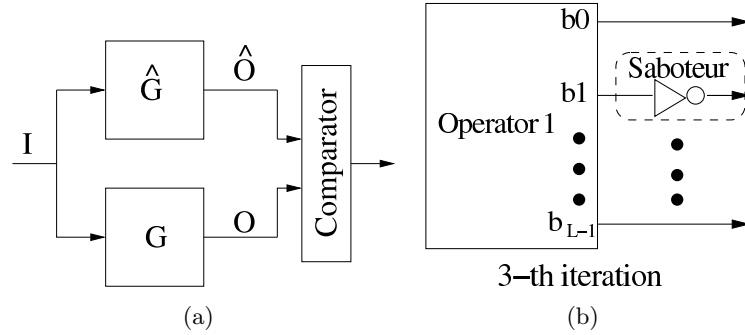 I
Ĝ
Ô
G
O
Comparator
(a)
b0
Saboteur
b1
Operator 1
b L−1
3−th iteration
(b)